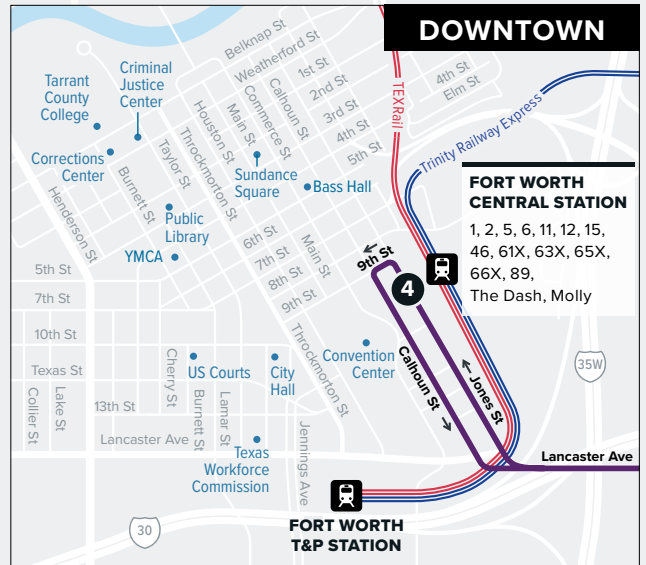 DOWNTOWN
Belknap St
Weatherford St
1st St
2nd St
3rd St
4th St
5th St
4th St
Elm St
TEXRail
Trinity Railway Express
Criminal
Justice
Center
Tarrant
County
College
Corrections
Center
Houston St
Main St
Commerce St
Calhoun St
Throckmorton St
Taylor St
Burnett St
Henderson St
Sundance
Square
Bass Hall
Public
Library
YMCA
FORT WORTH
CENTRAL STATION
1, 2, 5, 6, 11, 12, 15,
46, 61X, 63X, 65X,
66X, 89,
The Dash, Molly
6th St
7th St
8th St
9th St
Main St
9th St
4
5th St
7th St
10th St
Texas St
13th St
Lancaster Ave
Collier St
Lake St
Cherry St
Burnett St
Lamar St
Jennings Ave
Throckmorton St
US Courts
City
Hall
Convention
Center
Calhoun St
Jones St
35W
Lancaster Ave
Texas
Workforce
Commission
30
FORT WORTH
T&P STATION